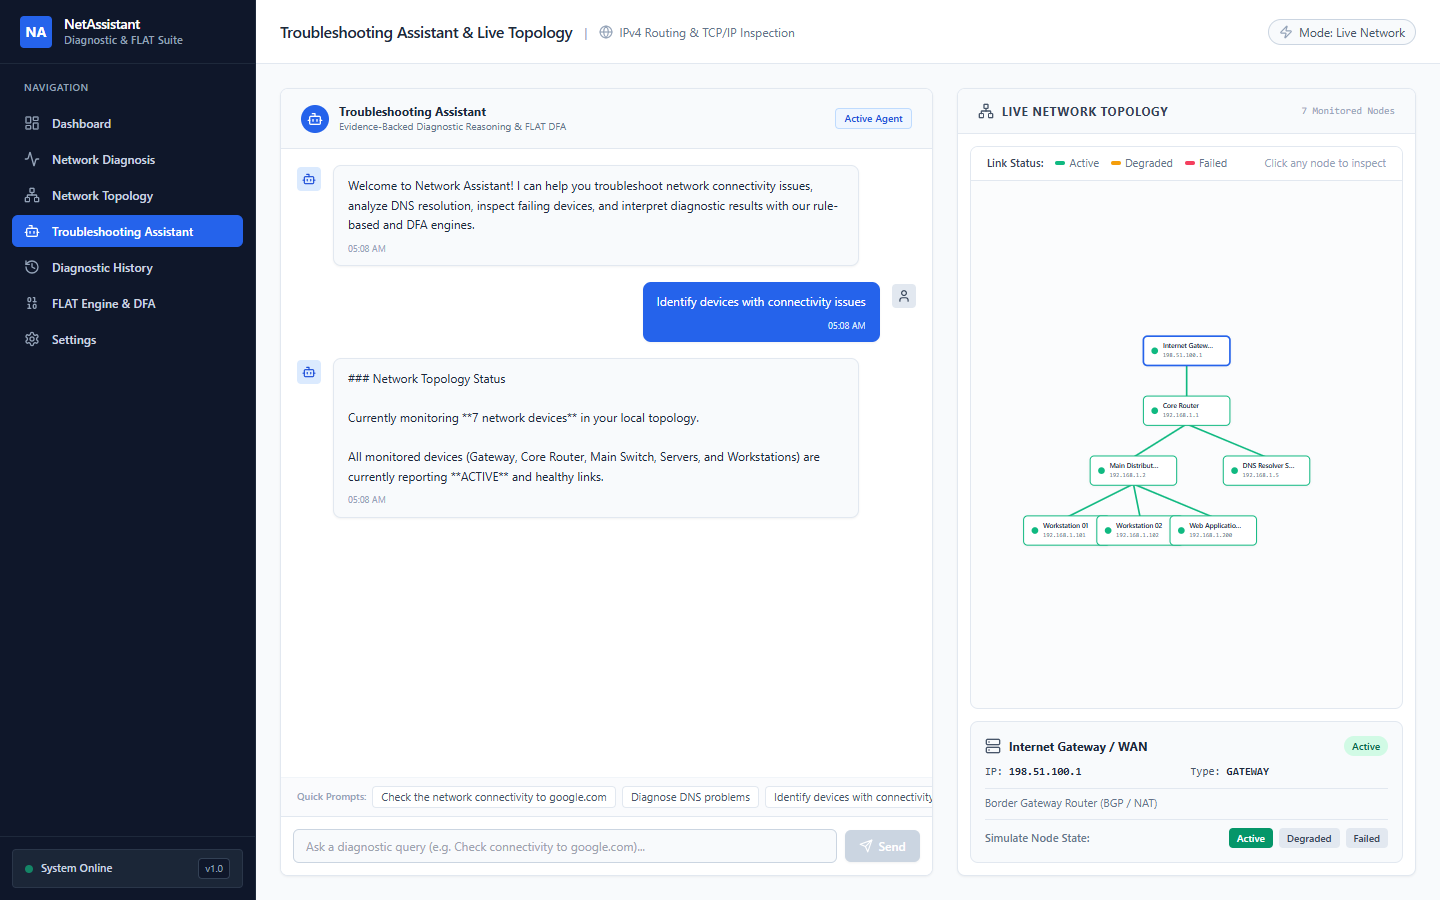 NA
NetAssistant
Diagnostic & FLAT Suite
NAVIGATION
Dashboard
Network Diagnosis
Network Topology
Troubleshooting Assistant
Diagnostic History
FLAT Engine & DFA
Settings
System Online
v1.0
Troubleshooting Assistant & Live Topology | IPv4 Routing & TCP/IP Inspection
Mode: Live Network
Troubleshooting Assistant
Evidence-Backed Diagnostic Reasoning & FLAT DFA
Active Agent
Welcome to Network Assistant! I can help you troubleshoot network connectivity issues,
analyze DNS resolution, inspect failing devices, and interpret diagnostic results with our rule-
based and DFA engines.
05:08 AM
Identify devices with connectivity issues
05:08 AM
### Network Topology Status
Currently monitoring **7 network devices** in your local topology.
All monitored devices (Gateway, Core Router, Main Switch, Servers, and Workstations) are
currently reporting **ACTIVE** and healthy links.
05:08 AM
Quick Prompts:
Check the network connectivity to google.com
Diagnose DNS problems
Identify devices with connectivity
Ask a diagnostic query (e.g. Check connectivity to google.com)...
Send
LIVE NETWORK TOPOLOGY
7 Monitored Nodes
Link Status:
Active
Degraded
Failed
Click any node to inspect
Internet Gatew...
198.51.100.1
Core Router
192.168.1.1
Main Distribut...
192.168.1.2
DNS Resolver S...
192.168.1.5
Workstation 01
192.168.1.101
Workstation 02
192.168.1.102
Web Applicatio...
192.168.1.200
Internet Gateway / WAN
Active
IP: 198.51.100.1
Type: GATEWAY
Border Gateway Router (BGP / NAT)
Simulate Node State:
Active
Degraded
Failed